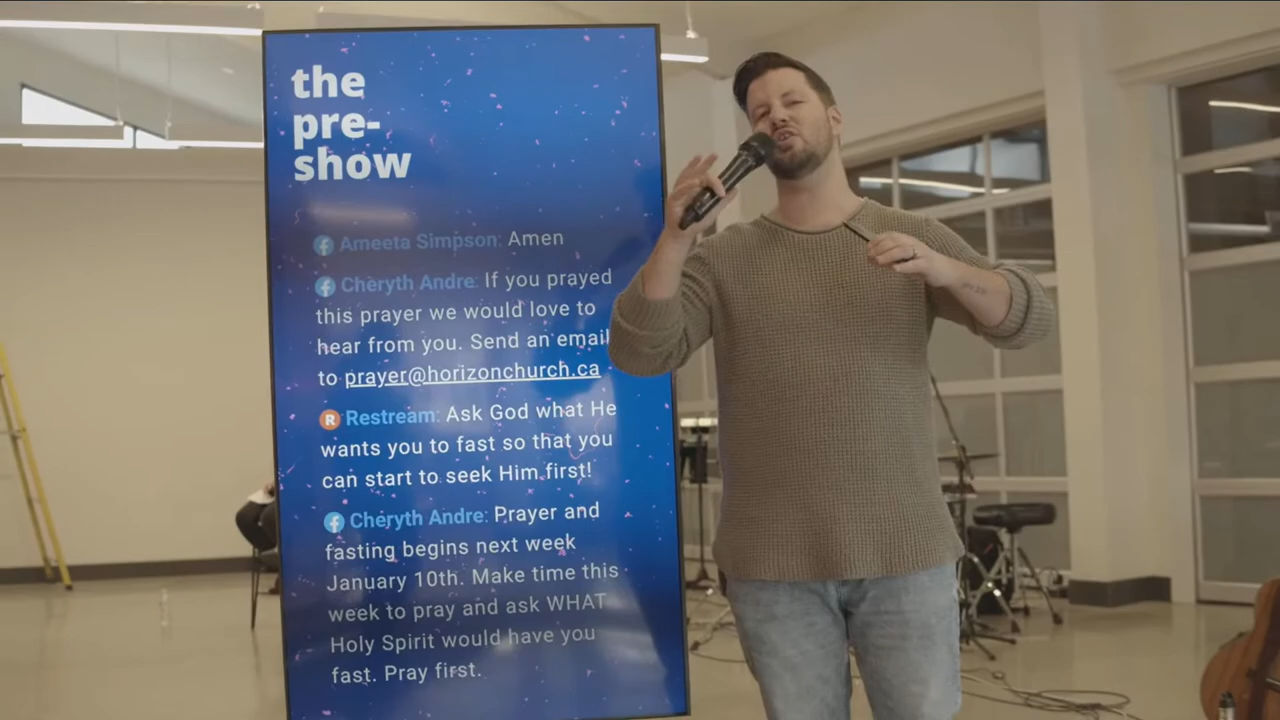 the
pre-
show
Ameeta Simpson: Amen
Cheryth Andre: If you prayed
this prayer we would love to
hear from you. Send an email
to prayer@horizonchurch.ca
R Restream: Ask God what He
wants you to fast so that you
can start to seek Him first!
Cheryth Andre: Prayer and
fasting begins next week
January 10th. Make time this
week to pray and ask WHAT
Holy Spirit would have you
fast. Pray first.